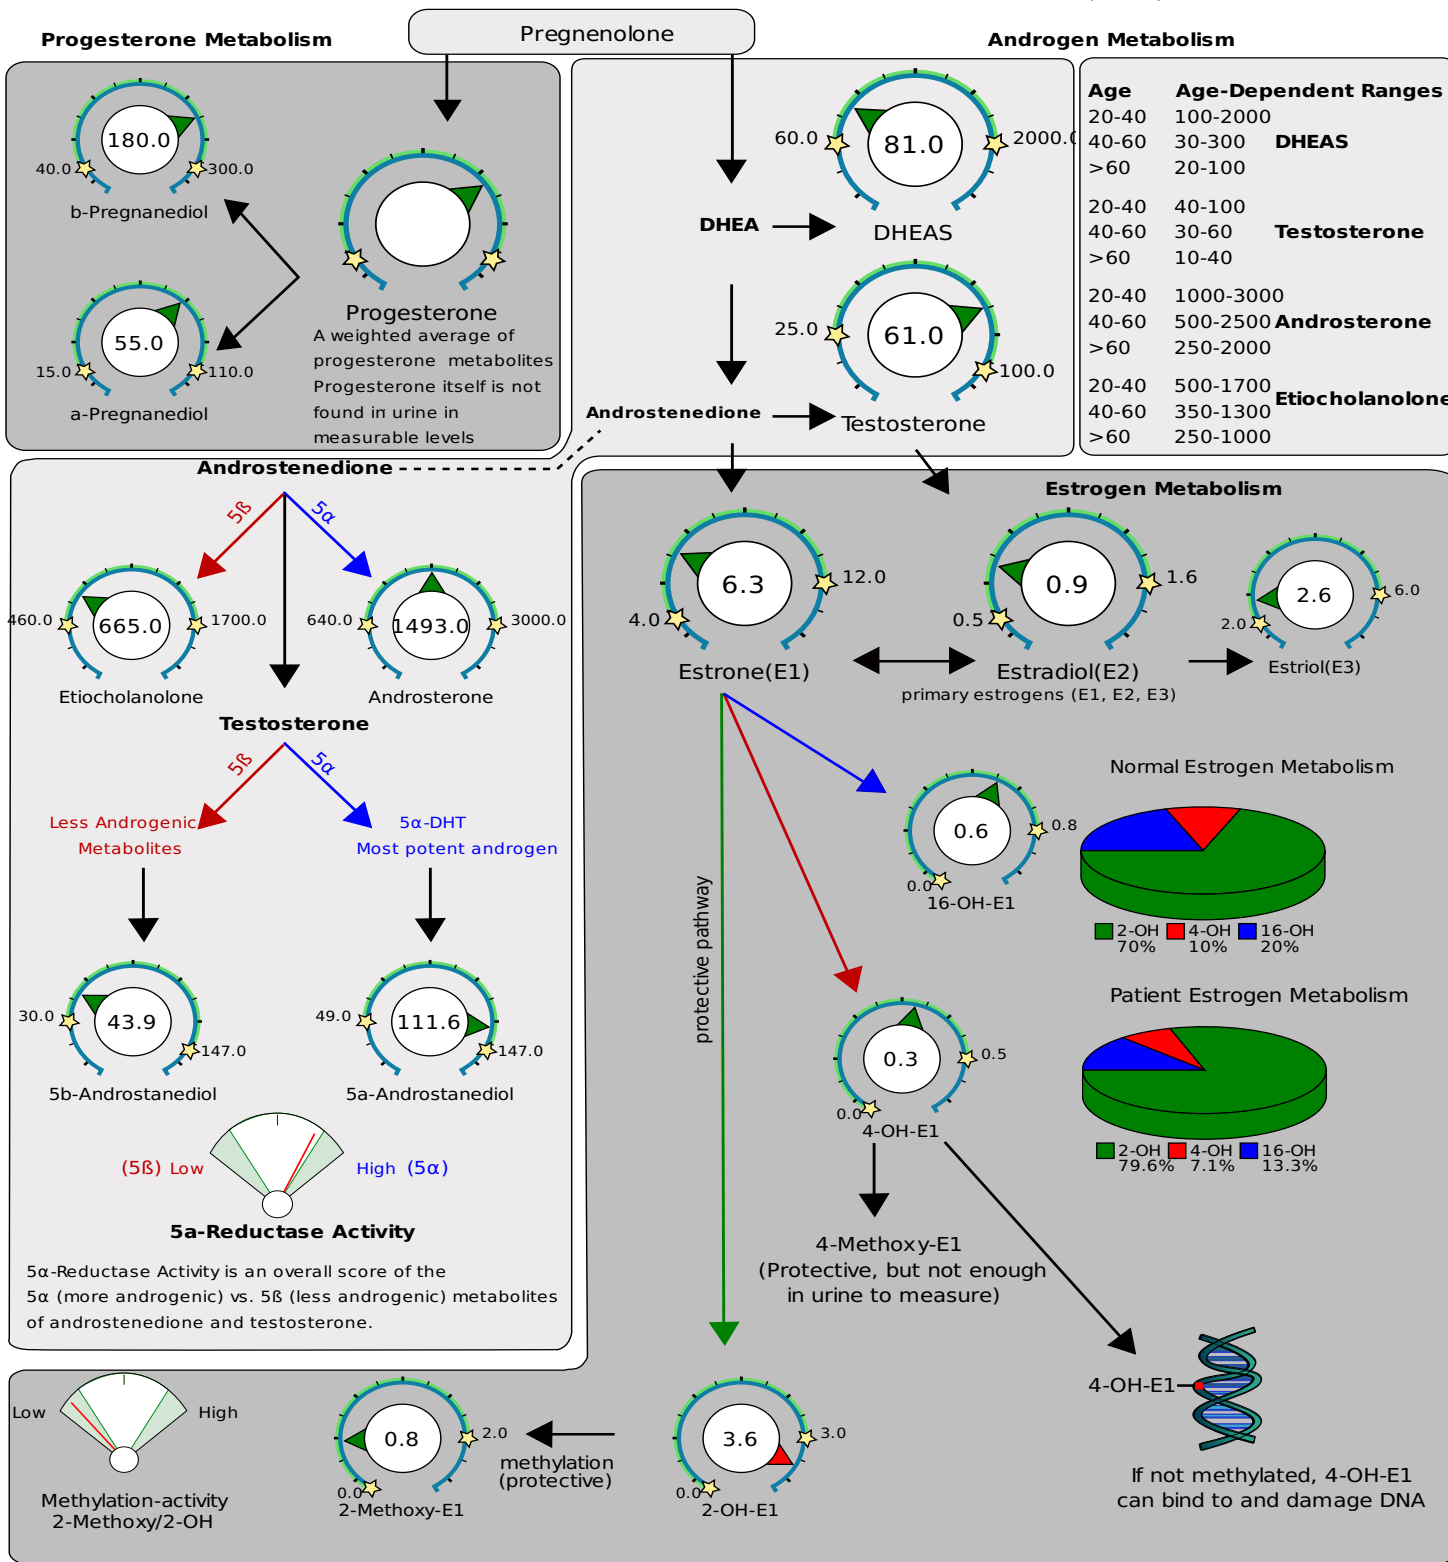 Pregnenolone
Progesterone Metabolism
Androgen Metabolism
180.0
40.0
300.0
b-Pregnanediol
55.0
15.0
110.0
a-Pregnanediol
Progesterone
A weighted average of
progesterone metabolites
Progesterone itself is not
found in urine in
measurable levels
60.0
81.0
2000.0
DHEA
DHEAS
25.0
61.0
100.0
Androstenedione
Testosterone
Age Age-Dependent Ranges
20-40 100-2000
40-60 30-300 DHEAS
>60 20-100
20-40 40-100
40-60 30-60 Testosterone
>60 10-40
20-40 1000-3000
40-60 500-2500 Androsterone
>60 250-2000
20-40 500-1700
Etiocholanolone
40-60 350-1300
>60 250-1000
Androstenedione
5ß
5α
460.0
665.0
1700.0
Etiocholanolone
640.0
1493.0
3000.0
Androsterone
Testosterone
5ß
5α
Less Androgenic
Metabolites
5α-DHT
Most potent androgen
30.0
43.9
147.0
5b-Androstanediol
49.0
111.6
147.0
5a-Androstanediol
(5ß) Low
High (5α)
5a-Reductase Activity
5α-Reductase Activity is an overall score of the
5α (more androgenic) vs. 5ß (less androgenic) metabolites
of androstenedione and testosterone.
Estrogen Metabolism
6.3
4.0
12.0
Estrone(E1)
0.9
0.5
1.6
Estradiol(E2)
2.6
2.0
6.0
Estriol(E3)
primary estrogens (E1, E2, E3)
protective pathway
0.6
0.0
0.8
16-OH-E1
Normal Estrogen Metabolism
2-OH 4-OH 16-OH
70% 10% 20%
0.3
0.0
0.5
4-OH-E1
Patient Estrogen Metabolism
2-OH 4-OH 16-OH
79.6% 7.1% 13.3%
4-Methoxy-E1
(Protective, but not enough
in urine to measure)
4-OH-E1
If not methylated, 4-OH-E1
can bind to and damage DNA
Low
High
Methylation-activity
2-Methoxy/2-OH
0.8
0.0
2.0
2-Methoxy-E1
methylation
(protective)
3.6
0.0
3.0
2-OH-E1